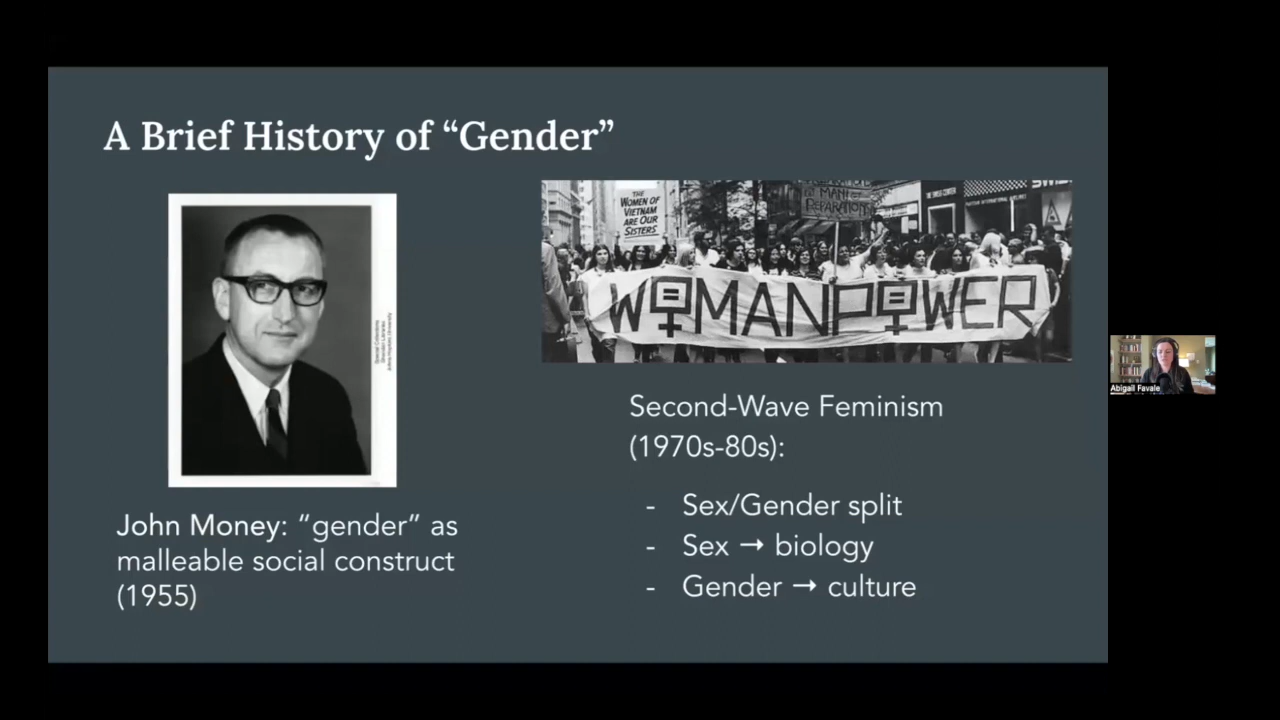 A Brief History of “Gender”
THE
WOMEN OF
VIETNAM
ARE OUR
SISTERS
REPARATIONS
WOMANPOWER
John Money: “gender” as
malleable social construct
(1955)
Second-Wave Feminism
(1970s-80s):
- Sex/Gender split
- Sex → biology
- Gender → culture
Abigail Favale